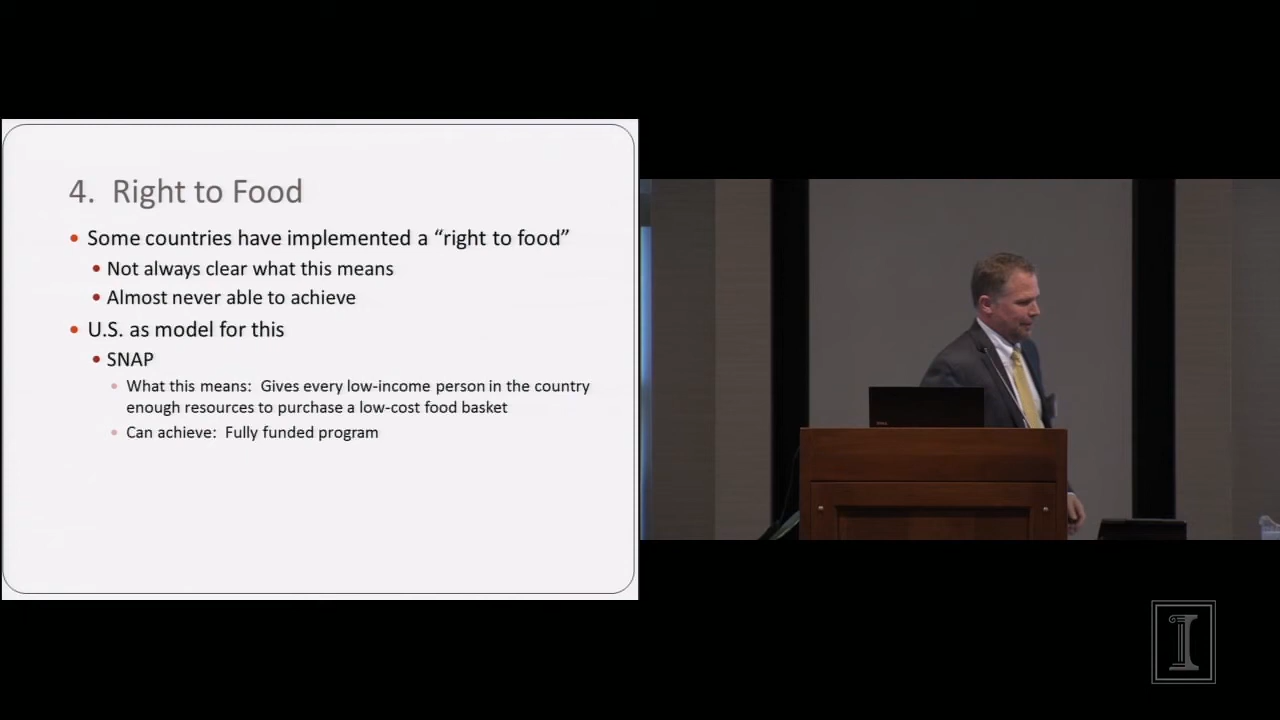 4. Right to Food
• Some countries have implemented a “right to food”
• Not always clear what this means
• Almost never able to achieve
• U.S. as model for this
• SNAP
• What this means: Gives every low-income person in the country
enough resources to purchase a low-cost food basket
• Can achieve: Fully funded program
I